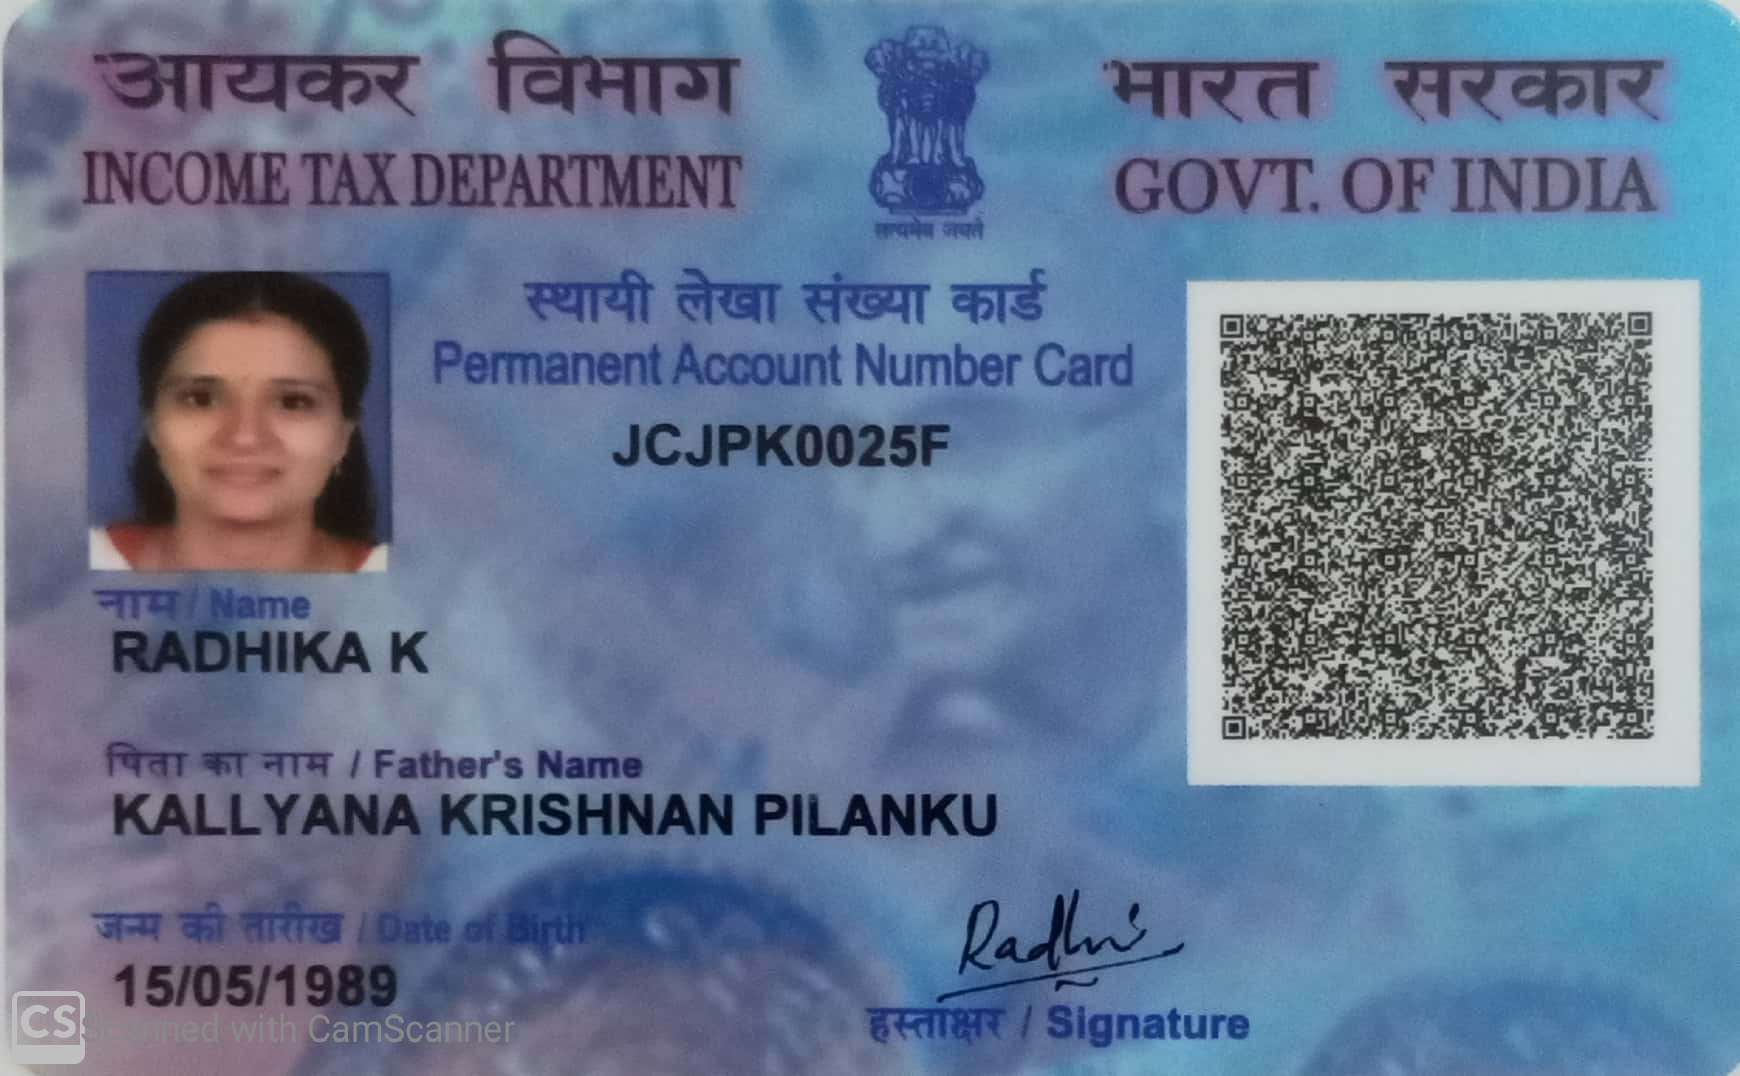 आयकर विभाग
INCOME TAX DEPARTMENT
सत्यमेव जयते
भारत सरकार
GOVT. OF INDIA
स्थायी लेखा संख्या कार्ड
Permanent Account Number Card
JCJPK0025F
नाम / Name
RADHIKA K
पिता का नाम / Father's Name
KALLYANA KRISHNAN PILANKU
जन्म की तारीख / Date of Birth
15/05/1989
Radhi
हस्ताक्षर / Signature
CS
Scanned with CamScanner